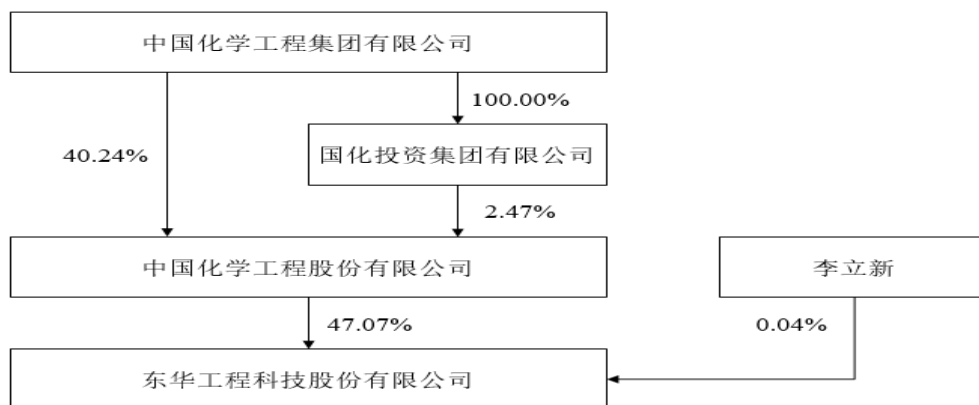 中国化学工程集团有限公司
100.00%
40.24%
国化投资集团有限公司
2.47%
中国化学工程股份有限公司
李立新
47.07%
0.04%
东华工程科技股份有限公司